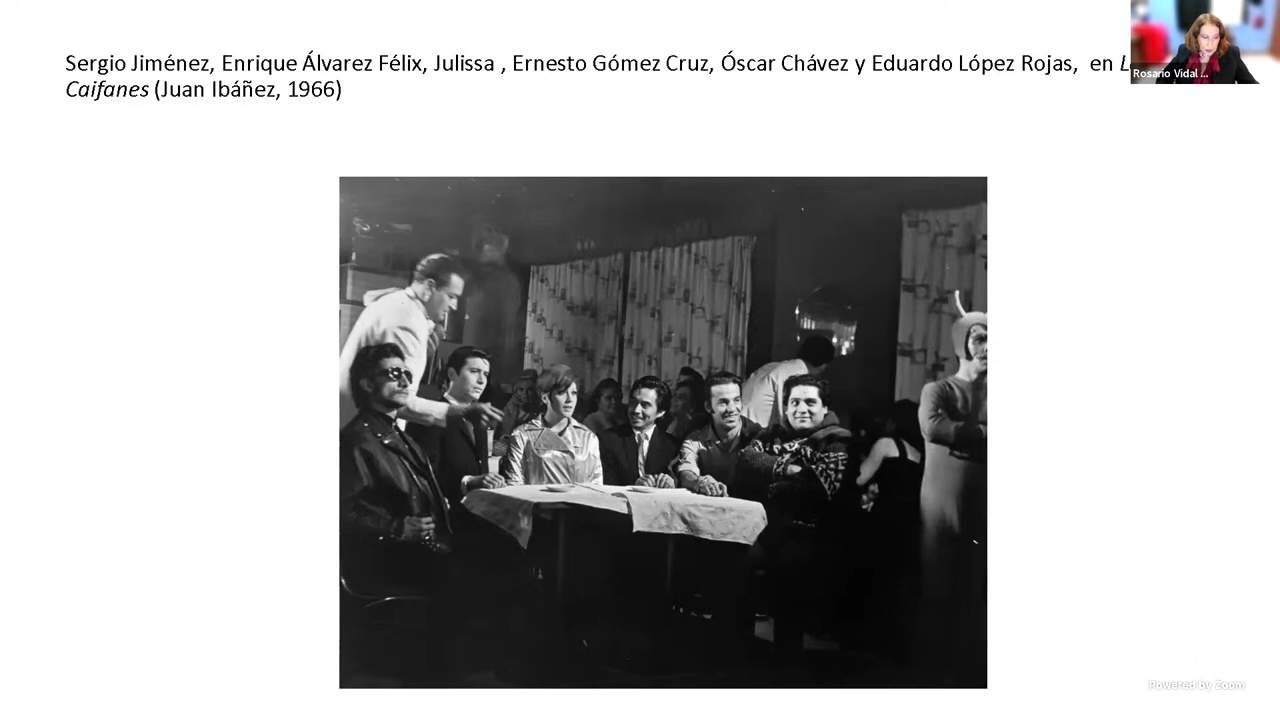 Sergio Jiménez, Enrique Álvarez Félix, Julissa , Ernesto Gómez Cruz, Óscar Chávez y Eduardo López Rojas, en
Caifanes (Juan Ibáñez, 1966)
Rosario Vidal ...
Powered by Zoom